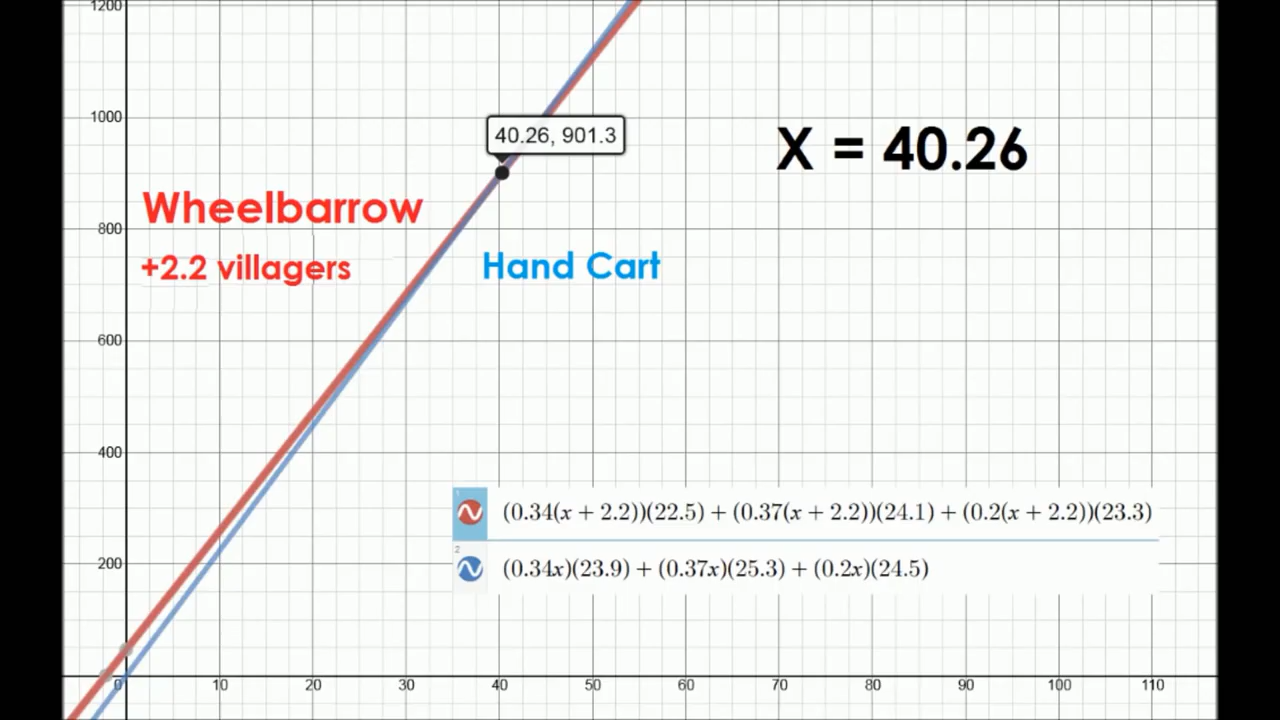 1200
1000
40.26, 901.3
X = 40.26
Wheelbarrow
800
+2.2 villagers
Hand Cart
600
400
1
(0.34(x + 2.2))(22.5) + (0.37(x + 2.2))(24.1) + (0.2(x + 2.2))(23.3)
2
(0.34x)(23.9) + (0.37x)(25.3) + (0.2x)(24.5)
200
0 10 20 30 40 50 60 70 80 90 100 110